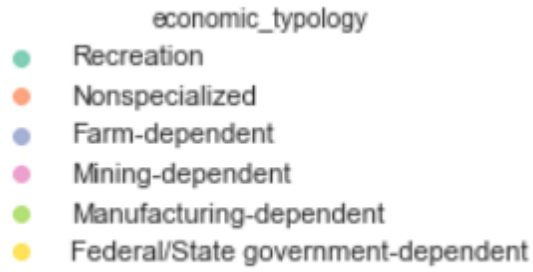 economic_typology
Recreation
Nonspecialized
Farm-dependent
Mining-dependent
Manufacturing-dependent
Federal/State government-dependent